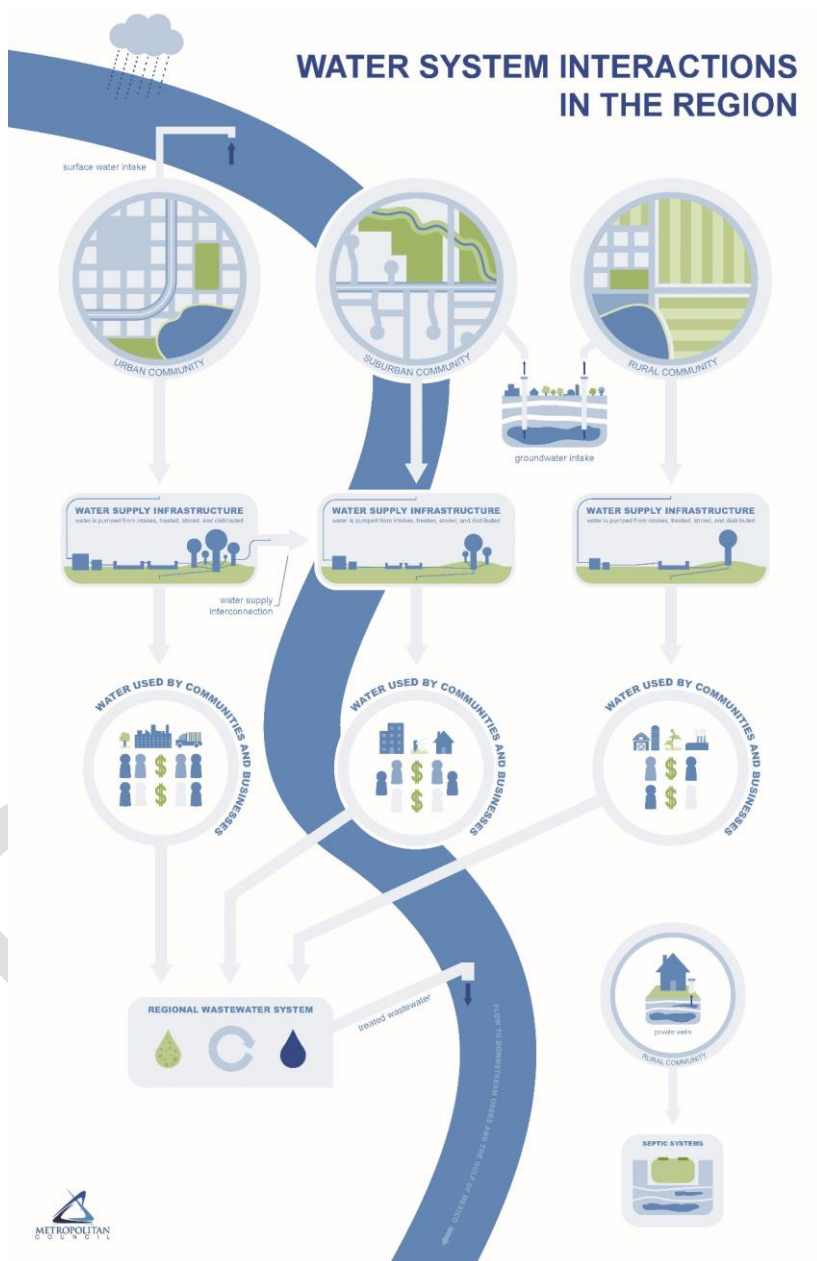 WATER SYSTEM INTERACTIONS
IN THE REGION
surface water intake
URBAN COMMUNITY
SUBURBAN COMMUNITY
RURAL COMMUNITY
groundwater intake
WATER SUPPLY INFRASTRUCTURE
water is pumped from intakes, treated, stored, and distributed
WATER SUPPLY INFRASTRUCTURE
water is pumped from intakes, treated, stored, and distributed
WATER SUPPLY INFRASTRUCTURE
water is pumped from intakes, treated, stored, and distributed
water supply
interconnection
WATER USED BY COMMUNITIES AND BUSINESSES
$
$
WATER USED BY COMMUNITIES AND BUSINESSES
$
$
WATER USED BY COMMUNITIES AND BUSINESSES
$
$
REGIONAL WASTEWATER SYSTEM
treated wastewater
FLOW TO DOWNSTREAM USERS AND THE GULF OF MEXICO
private wells
RURAL COMMUNITY
SEPTIC SYSTEMS
METROPOLITAN
COUNCIL